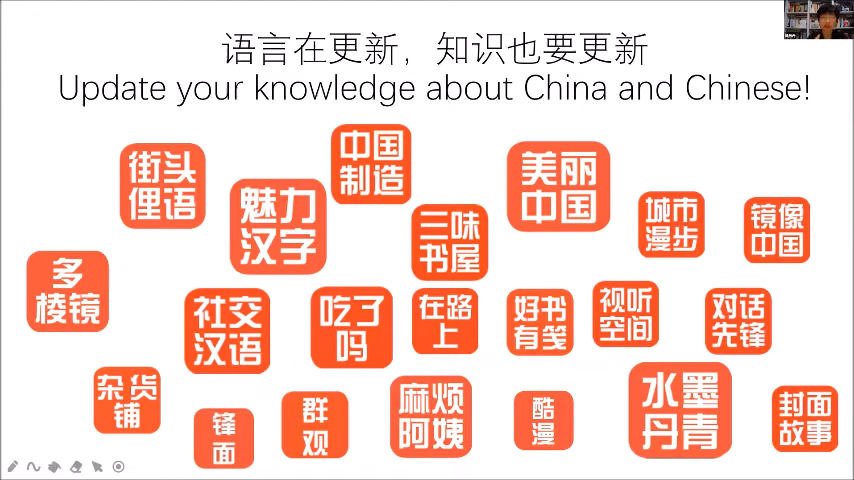 语言在更新，知识也要更新
Update your knowledge about China and Chinese!
街头
俚语
魅力
汉字
中国
制造
三味
书屋
美丽
中国
城市
漫步
镜像
中国
多
棱镜
社交
汉语
吃了
吗
在路
上
好书
有笺
视听
空间
对话
先锋
杂货
铺
锋
面
群
观
麻烦
阿姨
酷
漫
水墨
丹青
封面
故事